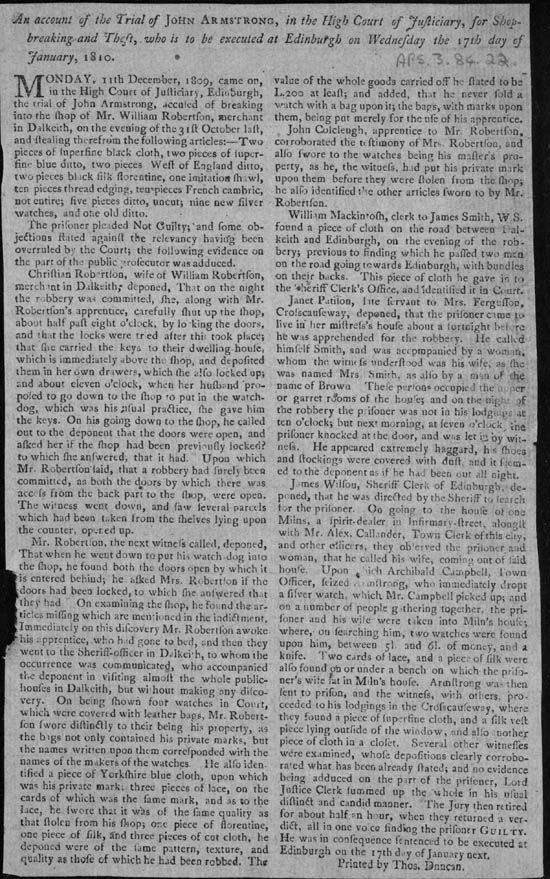 An account of the Trial of JOHN ARMSTRONG, in the High Court of Juſticiary, for Shop-
breaking and Theft, who is to be executed at Edinburgh on Wedneſday the 17th day of
January, 1810.
APS. 3. 84. 22.
MONDAY, 11th December, 1809, came on,
in the High Court of Juſticiary, Edinburgh,
the trial of John Armſtrong, accuſed of breaking
into the ſhop of Mr. William Robertſon, merchant
in Dalkeith, on the evening of the 31ſt October laſt,
and ſtealing therefrom the following articles:—Two
pieces of ſuperfine black cloth, two pieces of ſuper-
fine blue ditto, two pieces Weſt of England ditto,
two pieces black ſilk florentine, one imitation ſhawl,
ten pieces thread edging, ten pieces French cambric,
not entire; five pieces ditto, uncut; nine new ſilver
watches, and one old ditto.
The priſoner pleaded Not Guilty; and ſome ob-
jections ſtated againſt the relevancy having been
overruled by the Court; the following evidence on
the part of the public proſecutor was adduced.
Chriſtian Robertſon, wife of William Robertſon,
merchant in Dalkeith, deponed, That on the night
the robbery was committed, ſhe, along with Mr.
Robertſon's apprentice, carefully ſhut up the ſhop,
about half paſt eight o'clock, by locking the doors,
and that the locks were tried after this took place;
that ſhe carried the keys to their dwelling houſe,
which is immediately above the ſhop, and depoſited
them in her own drawers, which ſhe alſo locked up;
and about eleven o'clock, when her huſband pro-
poſed to go down to the ſhop to put in the watch-
dog, which was his uſual practice, ſhe gave him
the keys. On his going down to the ſhop, he called
out to the deponent that the doors were open, and
aſked her if ſhe had been previouſly locked?
to which ſhe anſwered, that it had. Upon which
Mr. Robertſon ſaid, that a robbery had ſurely been
committed, as both the doors by which there was
acceſs from the back part to the ſhop, were open.
The witneſs went down, and ſaw ſeveral parcels
which had been taken from the ſhelves lying upon
the counter, opened up.
Mr. Robertſon, the next witneſs called, deponed,
That when he went down to put his watch dog into
the ſhop, he found both the doors open by which it
is entered behind; he aſked Mrs. Robertſon if the
doors had been locked, to which ſhe anſwered that
they had. On examining the ſhop, he found the ar-
ticles miſſing which are mentioned in the indictment.
Immediately on this diſcovery Mr. Robertſon awoke
his apprentice, who had gone to bed, and then they
went to the Sheriff-officer in Dalkeith, to whom the
occurrence was communicated, who accompanied
the deponent in viſiting almoſt the whole public-
houſes in Dalkeith, but without making any diſco-
very. On being ſhown four watches in Court,
which were covered with leather bags, Mr. Robert-
ſon ſwore diſtinctly to their being his property, as
the bags not only contained his private marks, but
the names written upon them correſponded with the
names of the makers of the watches. He alſo iden-
tified a piece of Yorkſhire blue cloth, upon which
was his private mark; three pieces of lace, on the
cards of which was the ſame mark, and as to the
lace, he ſwore that it was of the ſame quality as
that ſtolen from his ſhop; one piece of florentine,
one piece of ſilk, and three pieces of cut cloth, he
deponed were of the ſame pattern, texture, and
quality as thoſe of which he had been robbed. The
value of the whole goods carried off he ſtated to be
L.200 at leaſt; and added, that he never ſold a
watch with a bag upon it; the bags, with marks upon
them, being put merely for the uſe of his apprentice.
John Colcleugh, apprentice to Mr. Robertſon,
corroborated the teſtimony of Mrs. Robertſon, and
alſo ſwore to the watches being his maſter's pro-
perty, as he, the witneſs, had put his private mark
upon them before they were ſtolen from the ſhop;
he alſo identified the other articles ſworn to by Mr.
Robertſon.
William Mackintoſh, clerk to James Smith, W.S.
found a piece of cloth on the road between Dal-
keith and Edinburgh, on the evening of the rob-
bery; previous to finding which he paſſed two men
on the road going towards Edinburgh, with bundles
on their backs. This piece of cloth he gave in to
the Sheriff Clerk's Office, and identified it in Court.
Janet Patiſon, late ſervant to Mrs. Ferguſſon,
Croſscauſeway, deponed, that the priſoner came to
live in her miſtreſs's houſe about a fortnight before
he was apprehended for the robbery. He called
himſelf Smith, and was accompanied by a woman,
whom the witneſs underſtood was his wife, as ſhe
was named Mrs. Smith, as alſo by a man of the
name of Brown. Theſe perſons occupied the upper
or garret rooms of the houſe; and on the night of
the robbery the priſoner was not in his lodgings at
ten o'clock; but next morning, at ſeven o'clock, the
priſoner knocked at the door, and was let in by wit-
neſs. He appeared extremely haggard, his ſhoes
and ſtockings were covered with duſt, and it ſeem-
ed to the deponent as if he had been out all night.
James Wilſon, Sheriff Clerk of Edinburgh, de-
poned, that he was directed by the Sheriff to ſearch
for the priſoner. On going to the houſe of one
Milns, a ſpirit-dealer in Infirmary-ſtreet, alongſt
with Mr. Alex. Callander, Town Clerk of this city,
and other officers, they obſerved the priſoner and
woman, that he called his wife, coming out of ſaid
houſe. Upon which Archibald Campbell, Town
Officer, ſeized Armſtrong, who immediately dropt
a ſilver watch, which Mr. Campbell picked up; and
on a number of people gathering together, the pri-
ſoner and his wife were taken into Miln's houſe;
where, on ſearching him, two watches were found
upon him, between 5l. and 6l. of money, and a
knife. Two cards of lace, and a piece of ſilk were
alſo found on or under a bench on which the priſo-
ner's wife ſat in Miln's houſe. Armſtrong was then
ſent to priſon, and the witneſs, with others, pro-
ceeded to his lodgings in the Croſscauſeway, where
they found a piece of ſuperfine cloth, and a ſilk veſt
piece lying outſide of the window, and alſo another
piece of cloth in a cloſet. Several other witneſſes
were examined, whoſe depoſitions clearly corrobo-
rated what has been already ſtated; and no evidence
being adduced on the part of the priſoner, Lord
Juſtice Clerk ſummed up the whole in his uſual
diſtinct and candid manner. The Jury then retired
for about half an hour, when they returned a ver-
dict, all in one voice finding the priſoner GUILTY.
He was in conſequence ſentenced to be executed at
Edinburgh on the 17th day of January next.
Printed by Thos. Duncan.